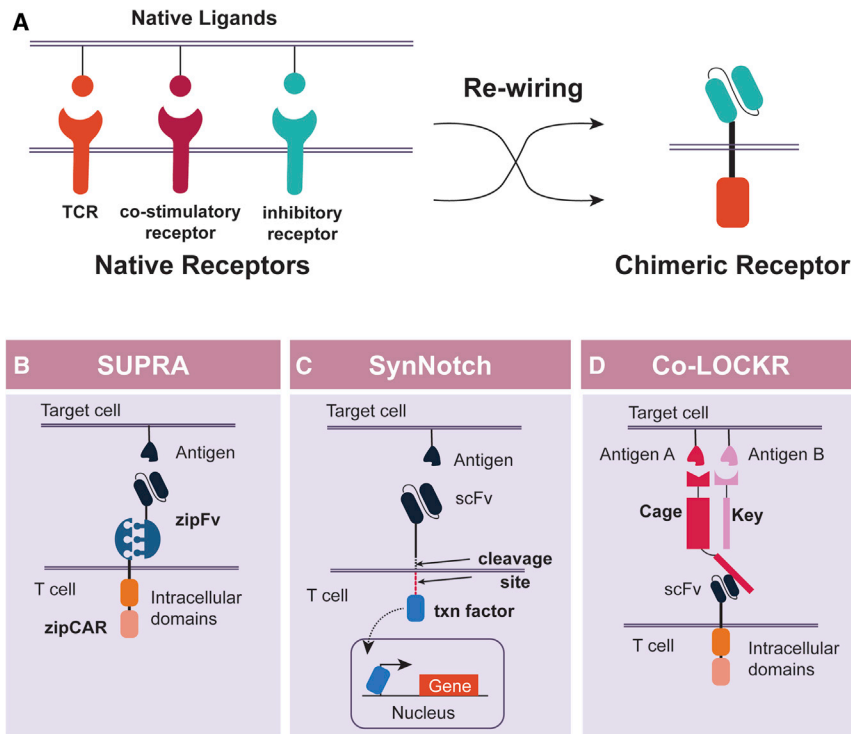 A
Native Ligands
Re-wiring
TCR
co-stimulatory
receptor
inhibitory
receptor
Native Receptors
Chimeric Receptor
B
SUPRA
Target cell
Antigen
zipFv
T cell
Intracellular
domains
zipCAR
C
SynNotch
Target cell
Antigen
scFv
cleavage
site
T cell
txn factor
Gene
Nucleus
D
Co-LOCKR
Target cell
Antigen A
Antigen B
Cage
Key
scFv
T cell
Intracellular
domains